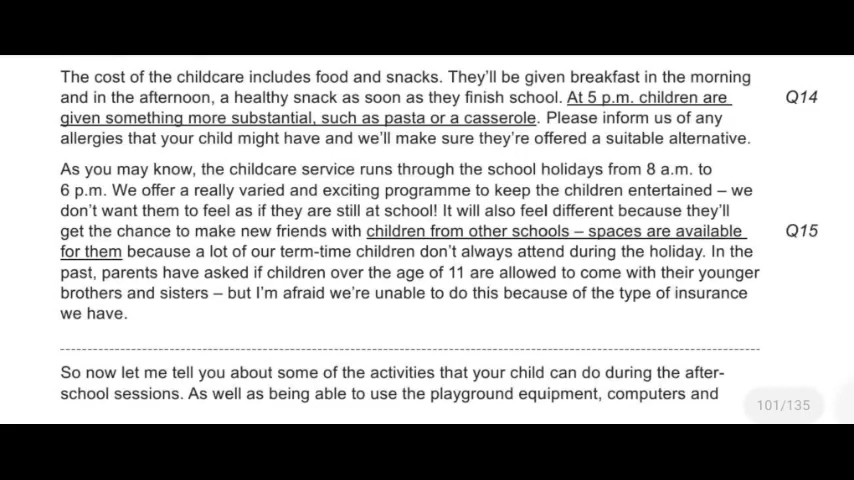 The cost of the childcare includes food and snacks. They'll be given breakfast in the morning
and in the afternoon, a healthy snack as soon as they finish school. At 5 p.m. children are
Q14
given something more substantial, such as pasta or a casserole. Please inform us of any
allergies that your child might have and we'll make sure they're offered a suitable alternative.
As you may know, the childcare service runs through the school holidays from 8 a.m. to
6 p.m. We offer a really varied and exciting programme to keep the children entertained – we
don't want them to feel as if they are still at school! It will also feel different because they'll
get the chance to make new friends with children from other schools – spaces are available
Q15
for them because a lot of our term-time children don't always attend during the holiday. In the
past, parents have asked if children over the age of 11 are allowed to come with their younger
brothers and sisters – but I'm afraid we're unable to do this because of the type of insurance
we have.
So now let me tell you about some of the activities that your child can do during the after-
school sessions. As well as being able to use the playground equipment, computers and
101/135